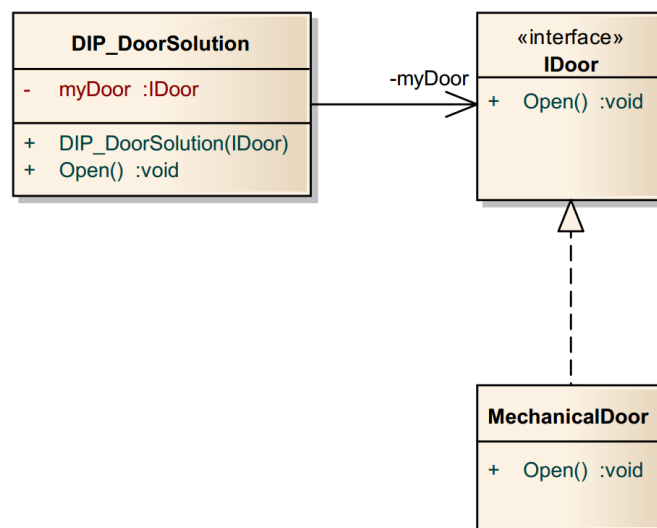 DIP_DoorSolution
- myDoor :IDoor
+ DIP_DoorSolution(IDoor)
+ Open() :void
-myDoor
«interface»
IDoor
+ Open() :void
MechanicalDoor
+ Open() :void